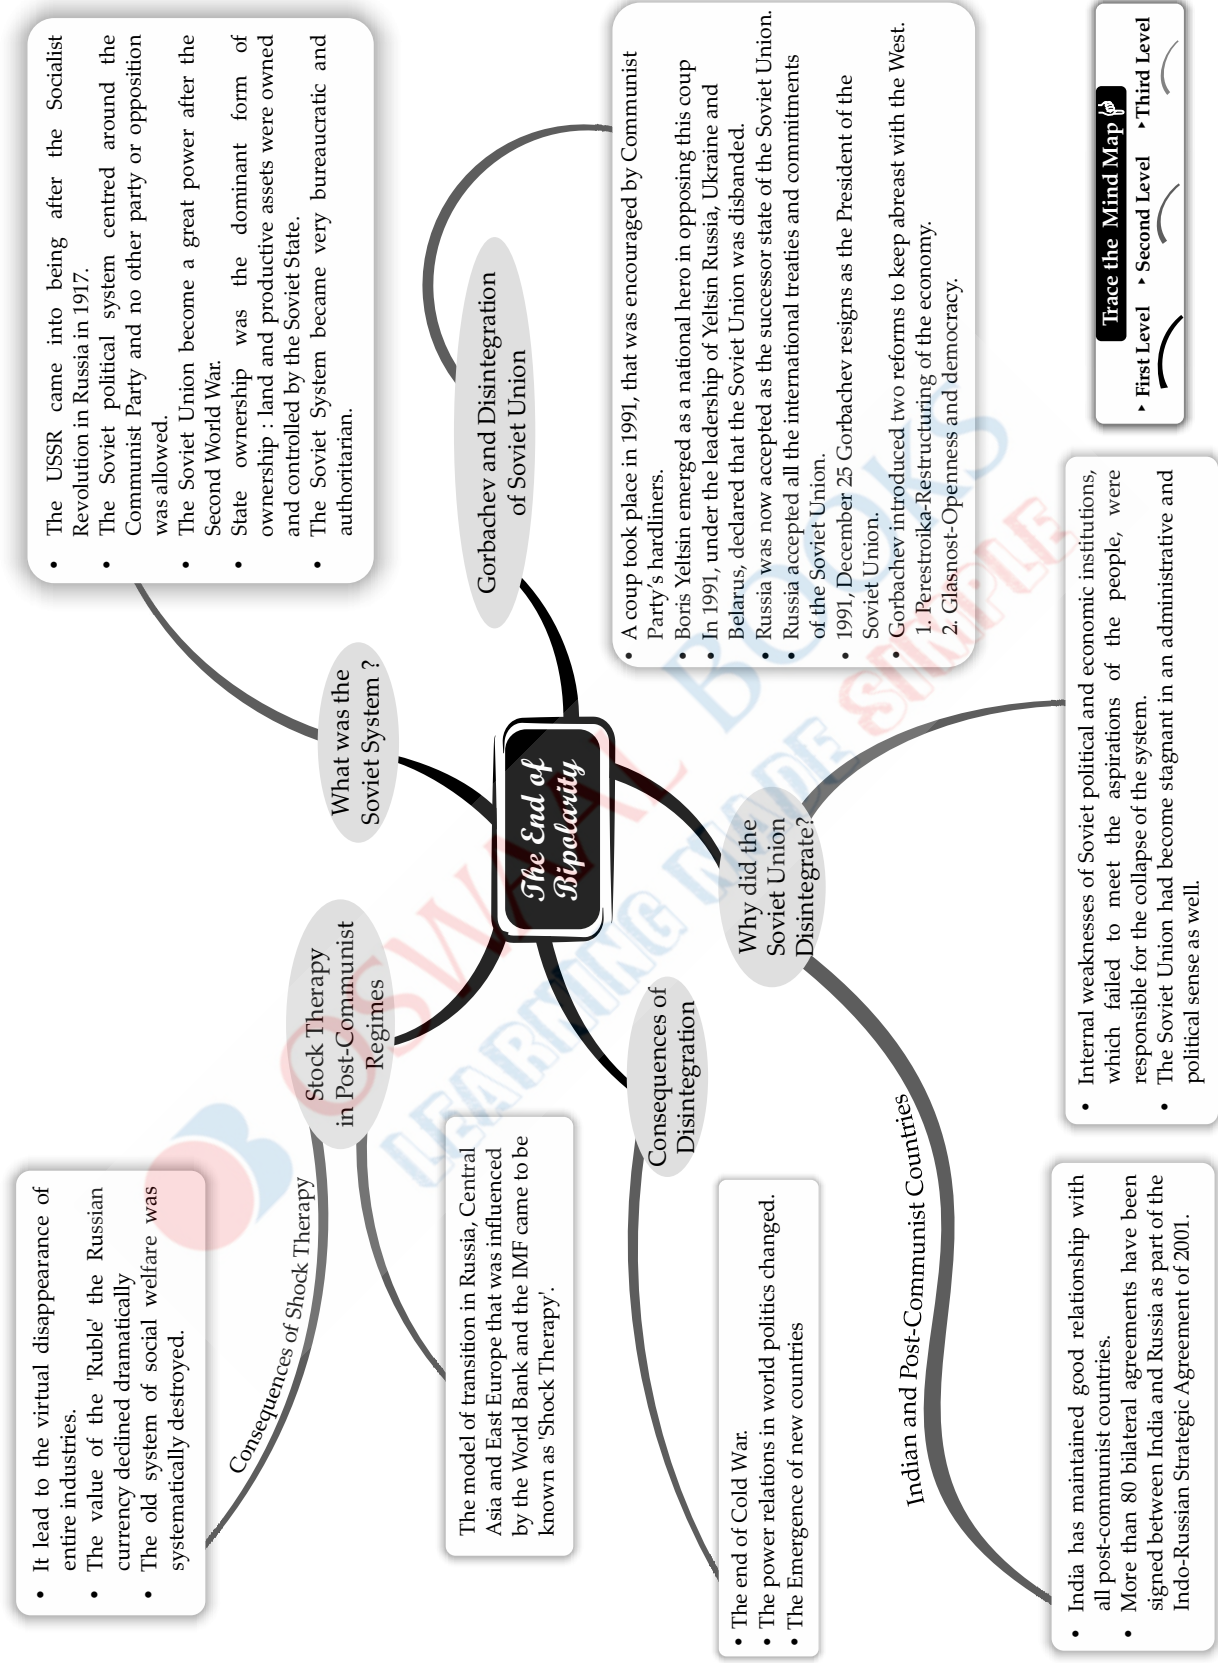 The End of
Bipolarity
What was the
Soviet System ?
• The USSR came into being after the Socialist
Revolution in Russia in 1917.
• The Soviet political system centred around the
Communist Party and no other party or opposition
was allowed.
• The Soviet Union become a great power after the
Second World War.
• State ownership was the dominant form of
ownership : land and productive assets were owned
and controlled by the Soviet State.
• The Soviet System became very bureaucratic and
authoritarian.
Gorbachev and Disintegration
of Soviet Union
• A coup took place in 1991, that was encouraged by Communist
Party's hardliners.
• Boris Yeltsin emerged as a national hero in opposing this coup
• In 1991, under the leadership of Yeltsin Russia, Ukraine and
Belarus, declared that the Soviet Union was disbanded.
• Russia was now accepted as the successor state of the Soviet Union.
• Russia accepted all the international treaties and commitments
of the Soviet Union.
• 1991, December 25 Gorbachev resigns as the President of the
Soviet Union.
• Gorbachev introduced two reforms to keep abreast with the West.
1. Perestroika-Restructuring of the economy.
2. Glasnost-Openness and democracy.
Why did the
Soviet Union
Disintegrate?
• Internal weaknesses of Soviet political and economic institutions,
which failed to meet the aspirations of the people, were
responsible for the collapse of the system.
• The Soviet Union had become stagnant in an administrative and
political sense as well.
Indian and Post-Communist Countries
• India has maintained good relationship with
all post-communist countries.
• More than 80 bilateral agreements have been
signed between India and Russia as part of the
Indo-Russian Strategic Agreement of 2001.
Consequences of
Disintegration
• The end of Cold War.
• The power relations in world politics changed.
• The Emergence of new countries
Stock Therapy
in Post-Communist
Regimes
The model of transition in Russia, Central
Asia and East Europe that was influenced
by the World Bank and the IMF came to be
known as 'Shock Therapy'.
Consequences of Shock Therapy
• It lead to the virtual disappearance of
entire industries.
• The value of the 'Ruble' the Russian
currency declined dramatically
• The old system of social welfare was
systematically destroyed.
Trace the Mind Map
▸ First Level ▸ Second Level ▸ Third Level
OSWAAL BOOKS
LEARNING MADE SIMPLE